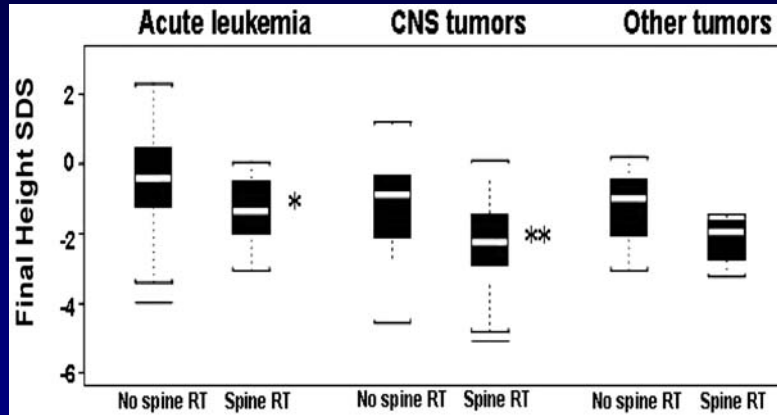 Acute leukemia CNS tumors Other tumors
Final Height SDS
2
0
-2
-4
-6
*
**
No spine RT Spine RT No spine RT Spine RT No spine RT Spine RT